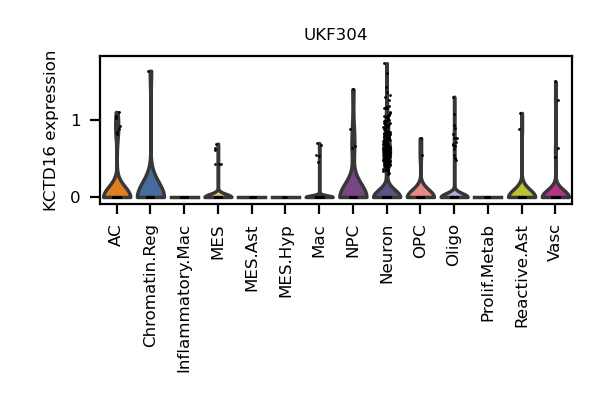 UKF304
KCTD16 expression
1
0
AC
Chromatin.Reg
Inflammatory.Mac
MES
MES.Ast
MES.Hyp
Mac
NPC
Neuron
OPC
Oligo
Prolif.Metab
Reactive.Ast
Vasc